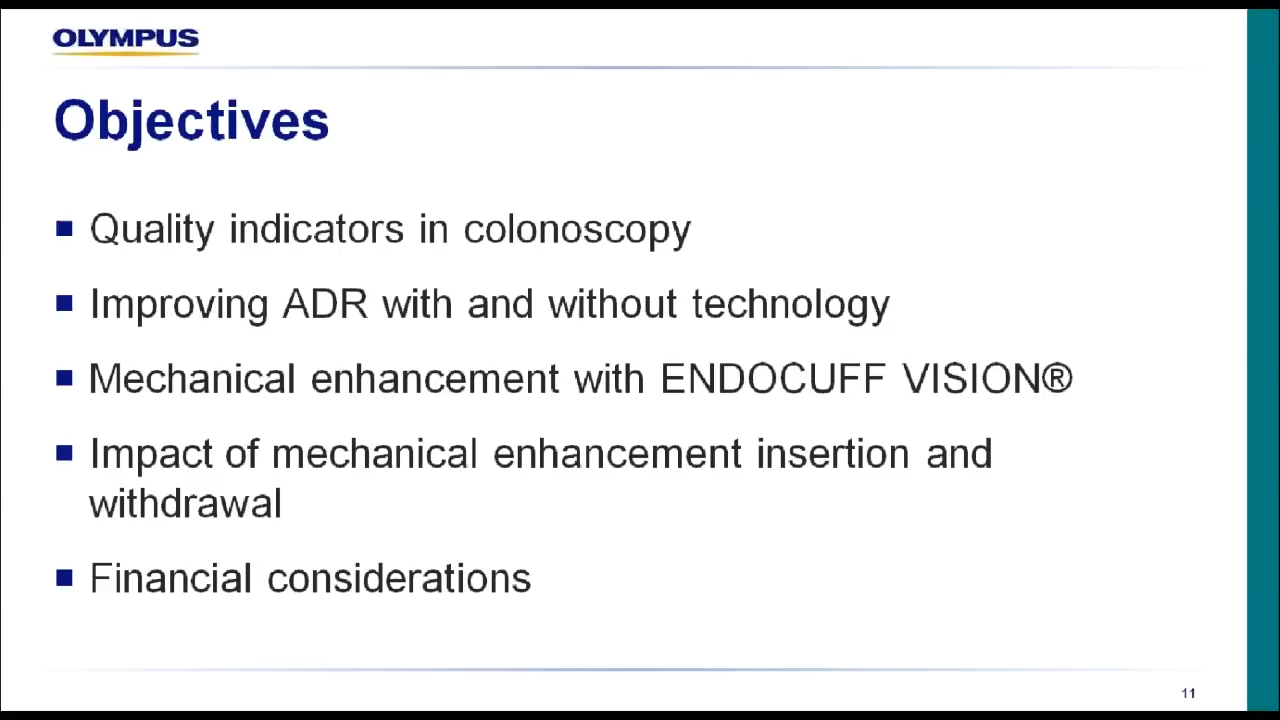 OLYMPUS
Objectives
Quality indicators in colonoscopy
Improving ADR with and without technology
Mechanical enhancement with ENDOCUFF VISION®
Impact of mechanical enhancement insertion and
withdrawal
Financial considerations
11